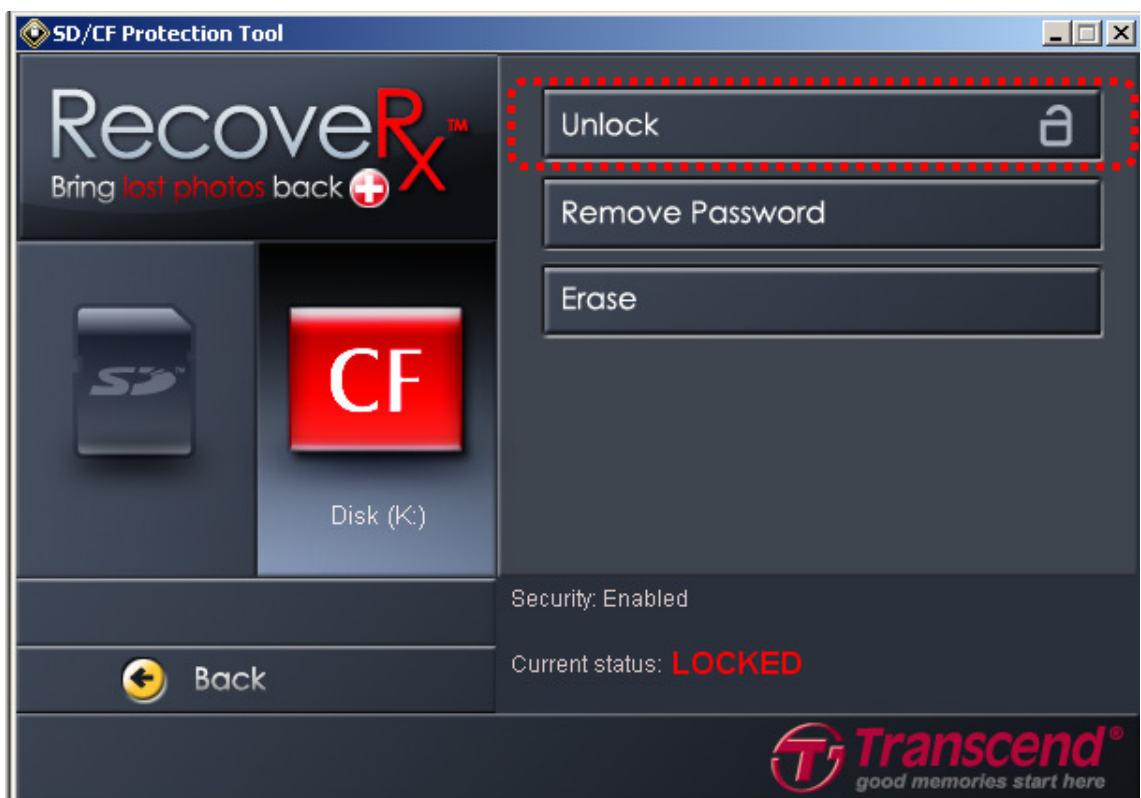 SD/CF Protection Tool
RecoveRx™
Bring lost photos back
Unlock
Remove Password
Erase
SD™
CF
Disk (K:)
Security: Enabled
Current status: LOCKED
Back
Transcend®
good memories start here